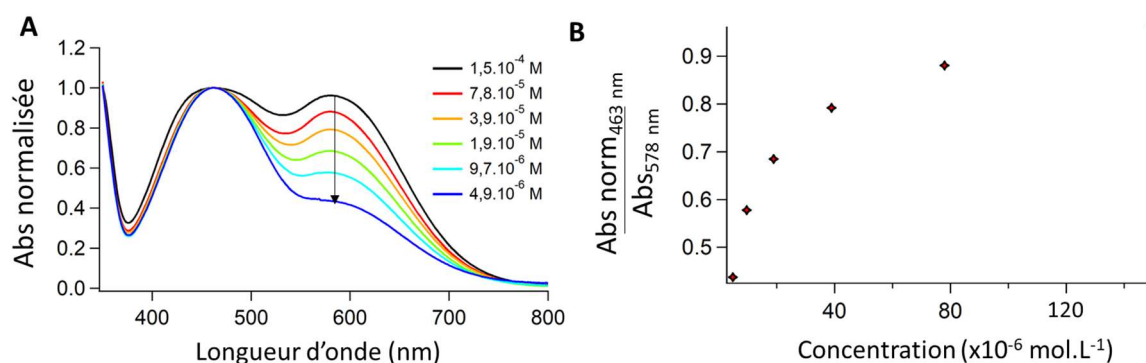 A
Abs normalisée
1.2
1.0
0.8
0.6
0.4
0.2
0.0
400
500
600
700
800
Longueur d'onde (nm)
1,5.10-4 M
7,8.10-5 M
3,9.10-5 M
1,9.10-5 M
9,7.10-6 M
4,9.10-6 M
B
Abs norm463 nm
Abs578 nm
0.9
0.8
0.7
0.6
0.5
40
80
120
Concentration (x10-6 mol.L-1)